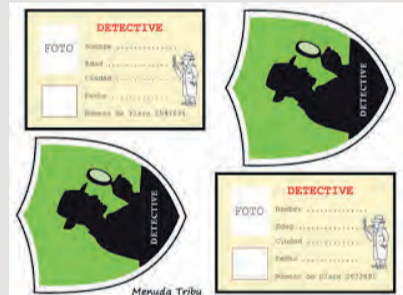 DETECTIVE
FOTO
Nombre ...............
Edad ................
Ciudad ..............
Fecha ...............
Número de Placa
DETECTIVE
DETECTIVE
DETECTIVE
FOTO
Nombre ...............
Edad ................
Ciudad ..............
Fecha ...............
Número de Placa
Menuda Tribu